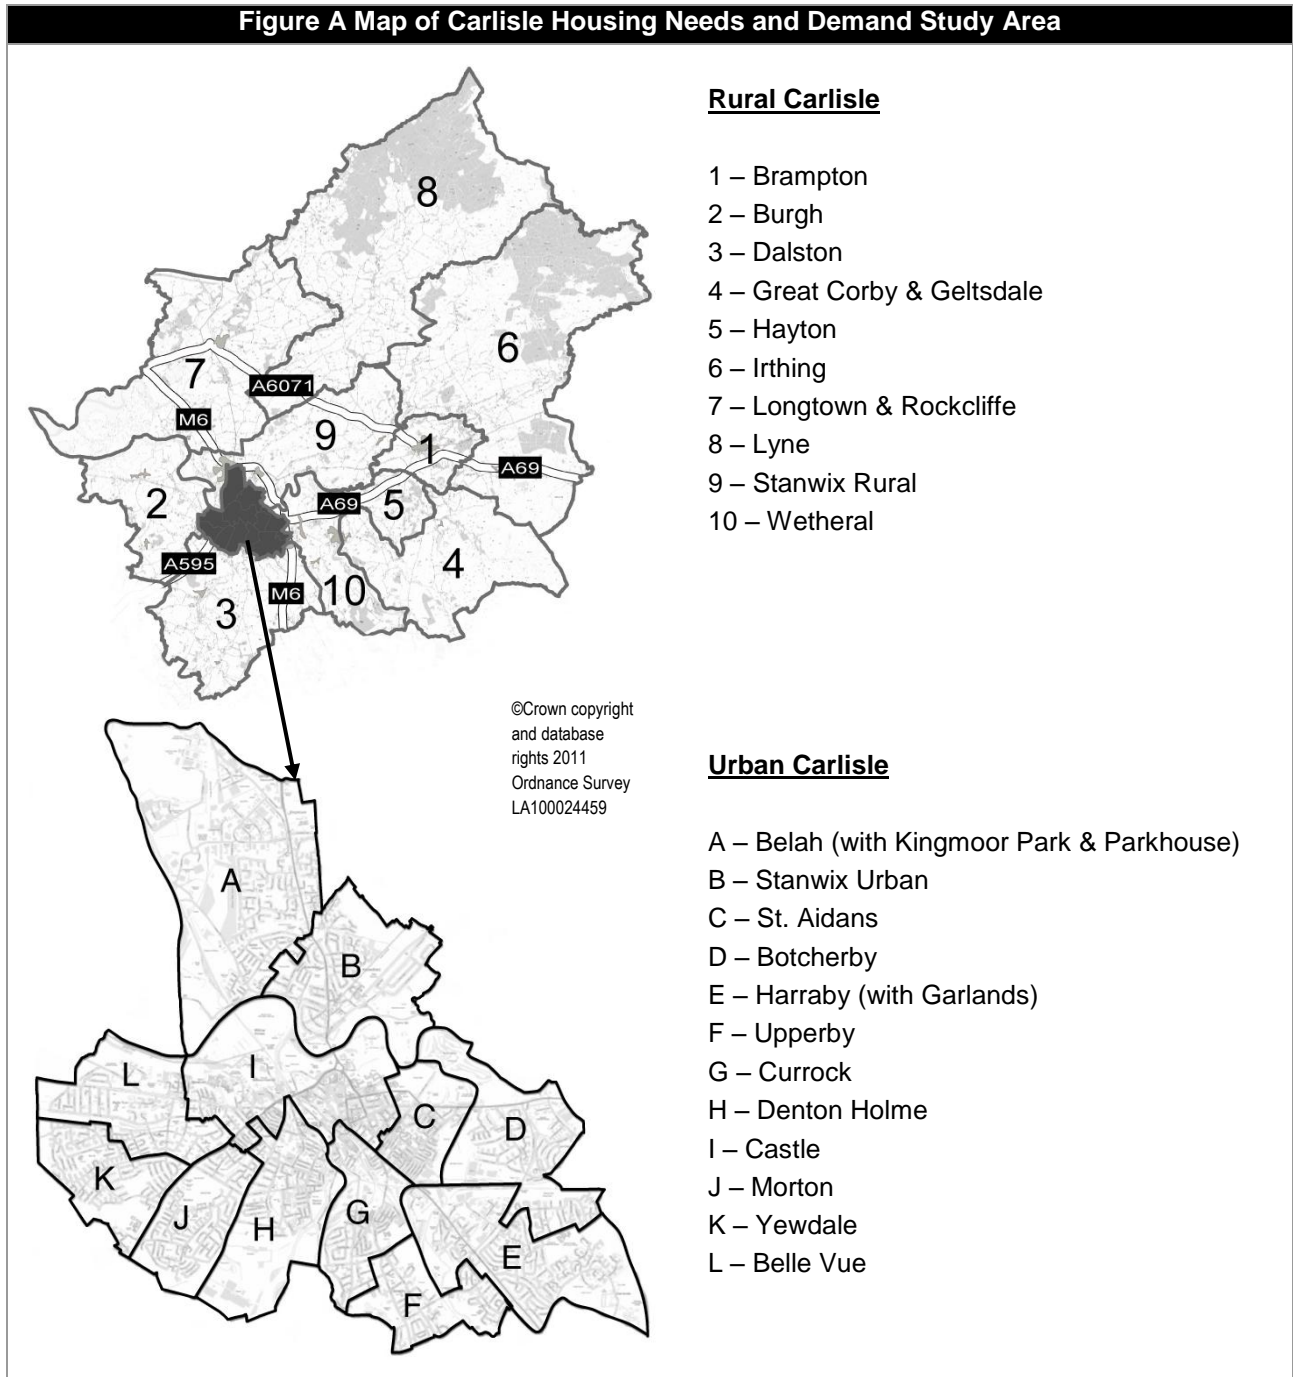 Figure A Map of Carlisle Housing Needs and Demand Study Area
Rural Carlisle
1 – Brampton
2 – Burgh
3 – Dalston
4 – Great Corby & Geltsdale
5 – Hayton
6 – Irthing
7 – Longtown & Rockcliffe
8 – Lyne
9 – Stanwix Rural
10 – Wetheral
8
6
7
A6071
M6
9
1
A69
2
A69
5
A595
4
M6
10
3
©Crown copyright
and database
rights 2011
Ordnance Survey
LA100024459
Urban Carlisle
A – Belah (with Kingmoor Park & Parkhouse)
B – Stanwix Urban
C – St. Aidans
D – Botcherby
E – Harraby (with Garlands)
F – Upperby
G – Currock
H – Denton Holme
I – Castle
J – Morton
K – Yewdale
L – Belle Vue
A
B
L
I
C
D
K
J
H
G
E
F